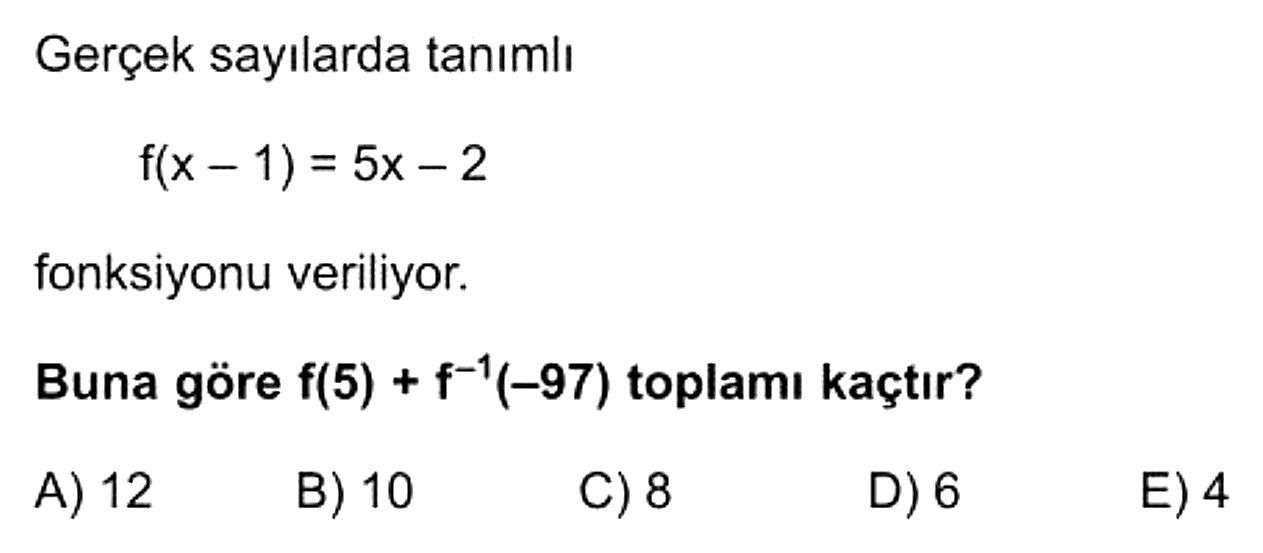 Gerçek sayılarda tanımlı
f(x – 1) = 5x – 2
fonksiyonu veriliyor.
Buna göre f(5) + f⁻¹(–97) toplamı kaçtır?
A) 12 B) 10 C) 8 D) 6 E) 4